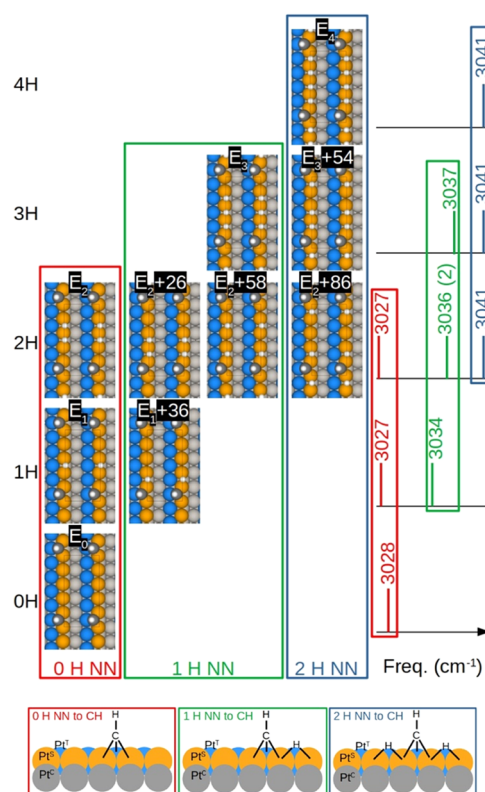 4H
E4
3H
E3
E3+54
2H
E2
E2+26
E2+58
E2+86
1H
E1
E1+36
0H
E0
0 H NN
1 H NN
2 H NN
3041
3037
3041
3027
3036 (2)
3041
3027
3034
3028
Freq. (cm⁻¹)
0 H NN to CH
H
C
Ptᵀ
Ptˢ
Ptᶜ
1 H NN to CH
H
C
H
Ptᵀ
Ptˢ
Ptᶜ
2 H NN to CH
H
C
H
H
Ptᵀ
Ptˢ
Ptᶜ